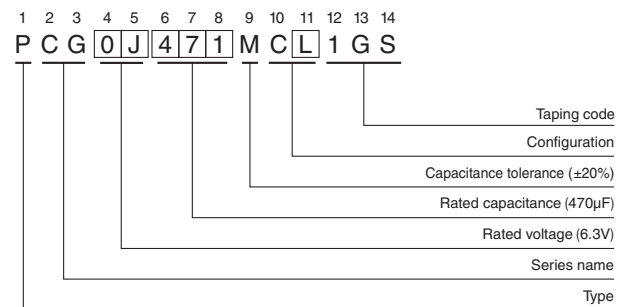 1 2 3 4 5 6 7 8 9 10 11 12 13 14
P C G 0 J 4 7 1 M C L 1 G S
Taping code
Configuration
Capacitance tolerance (±20%)
Rated capacitance (470µF)
Rated voltage (6.3V)
Series name
Type